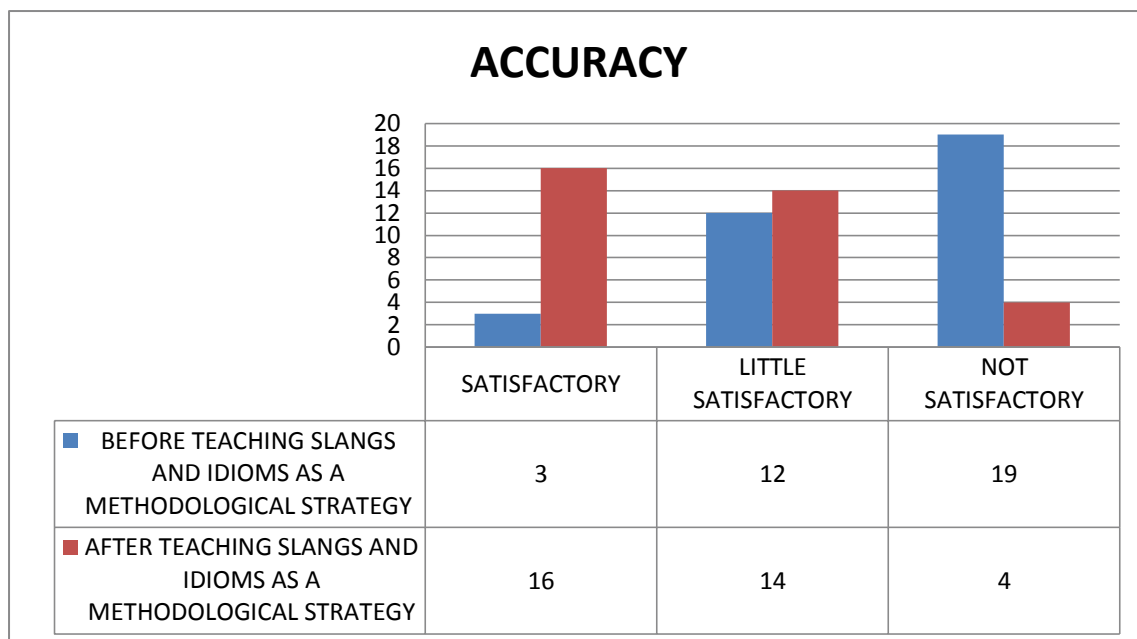 ACCURACY
20
18
16
14
12
10
8
6
4
2
0
SATISFACTORY
LITTLE
SATISFACTORY
NOT
SATISFACTORY
BEFORE TEACHING SLANGS
AND IDIOMS AS A
METHODOLOGICAL STRATEGY
3
12
19
AFTER TEACHING SLANGS AND
IDIOMS AS A
METHODOLOGICAL STRATEGY
16
14
4